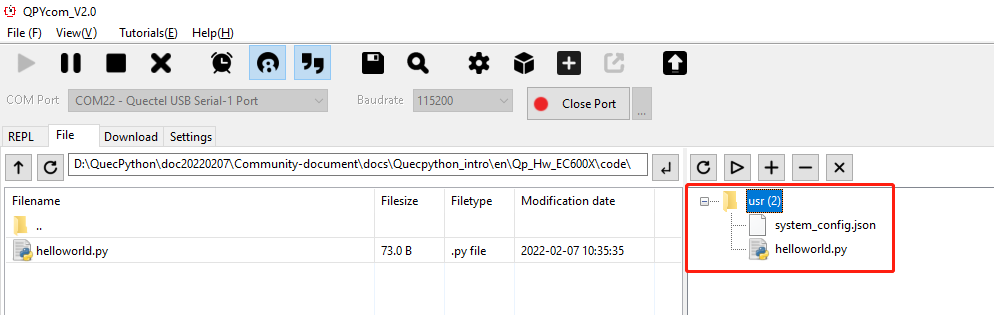 QPYcom_V2.0
File (F) View(V) Tutorials(E) Help(H)
COM Port COM22 - Quectel USB Serial-1 Port Baudrate 115200 Close Port ...
REPL File Download Settings
D:\QuecPython\doc20220207\Community-document\docs\Quecpython_intro\en\Qp_Hw_EC600X\code\
Filename Filesize Filetype Modification date
..
helloworld.py 73.0 B .py file 2022-02-07 10:35:35
usr (2)
system_config.json
helloworld.py